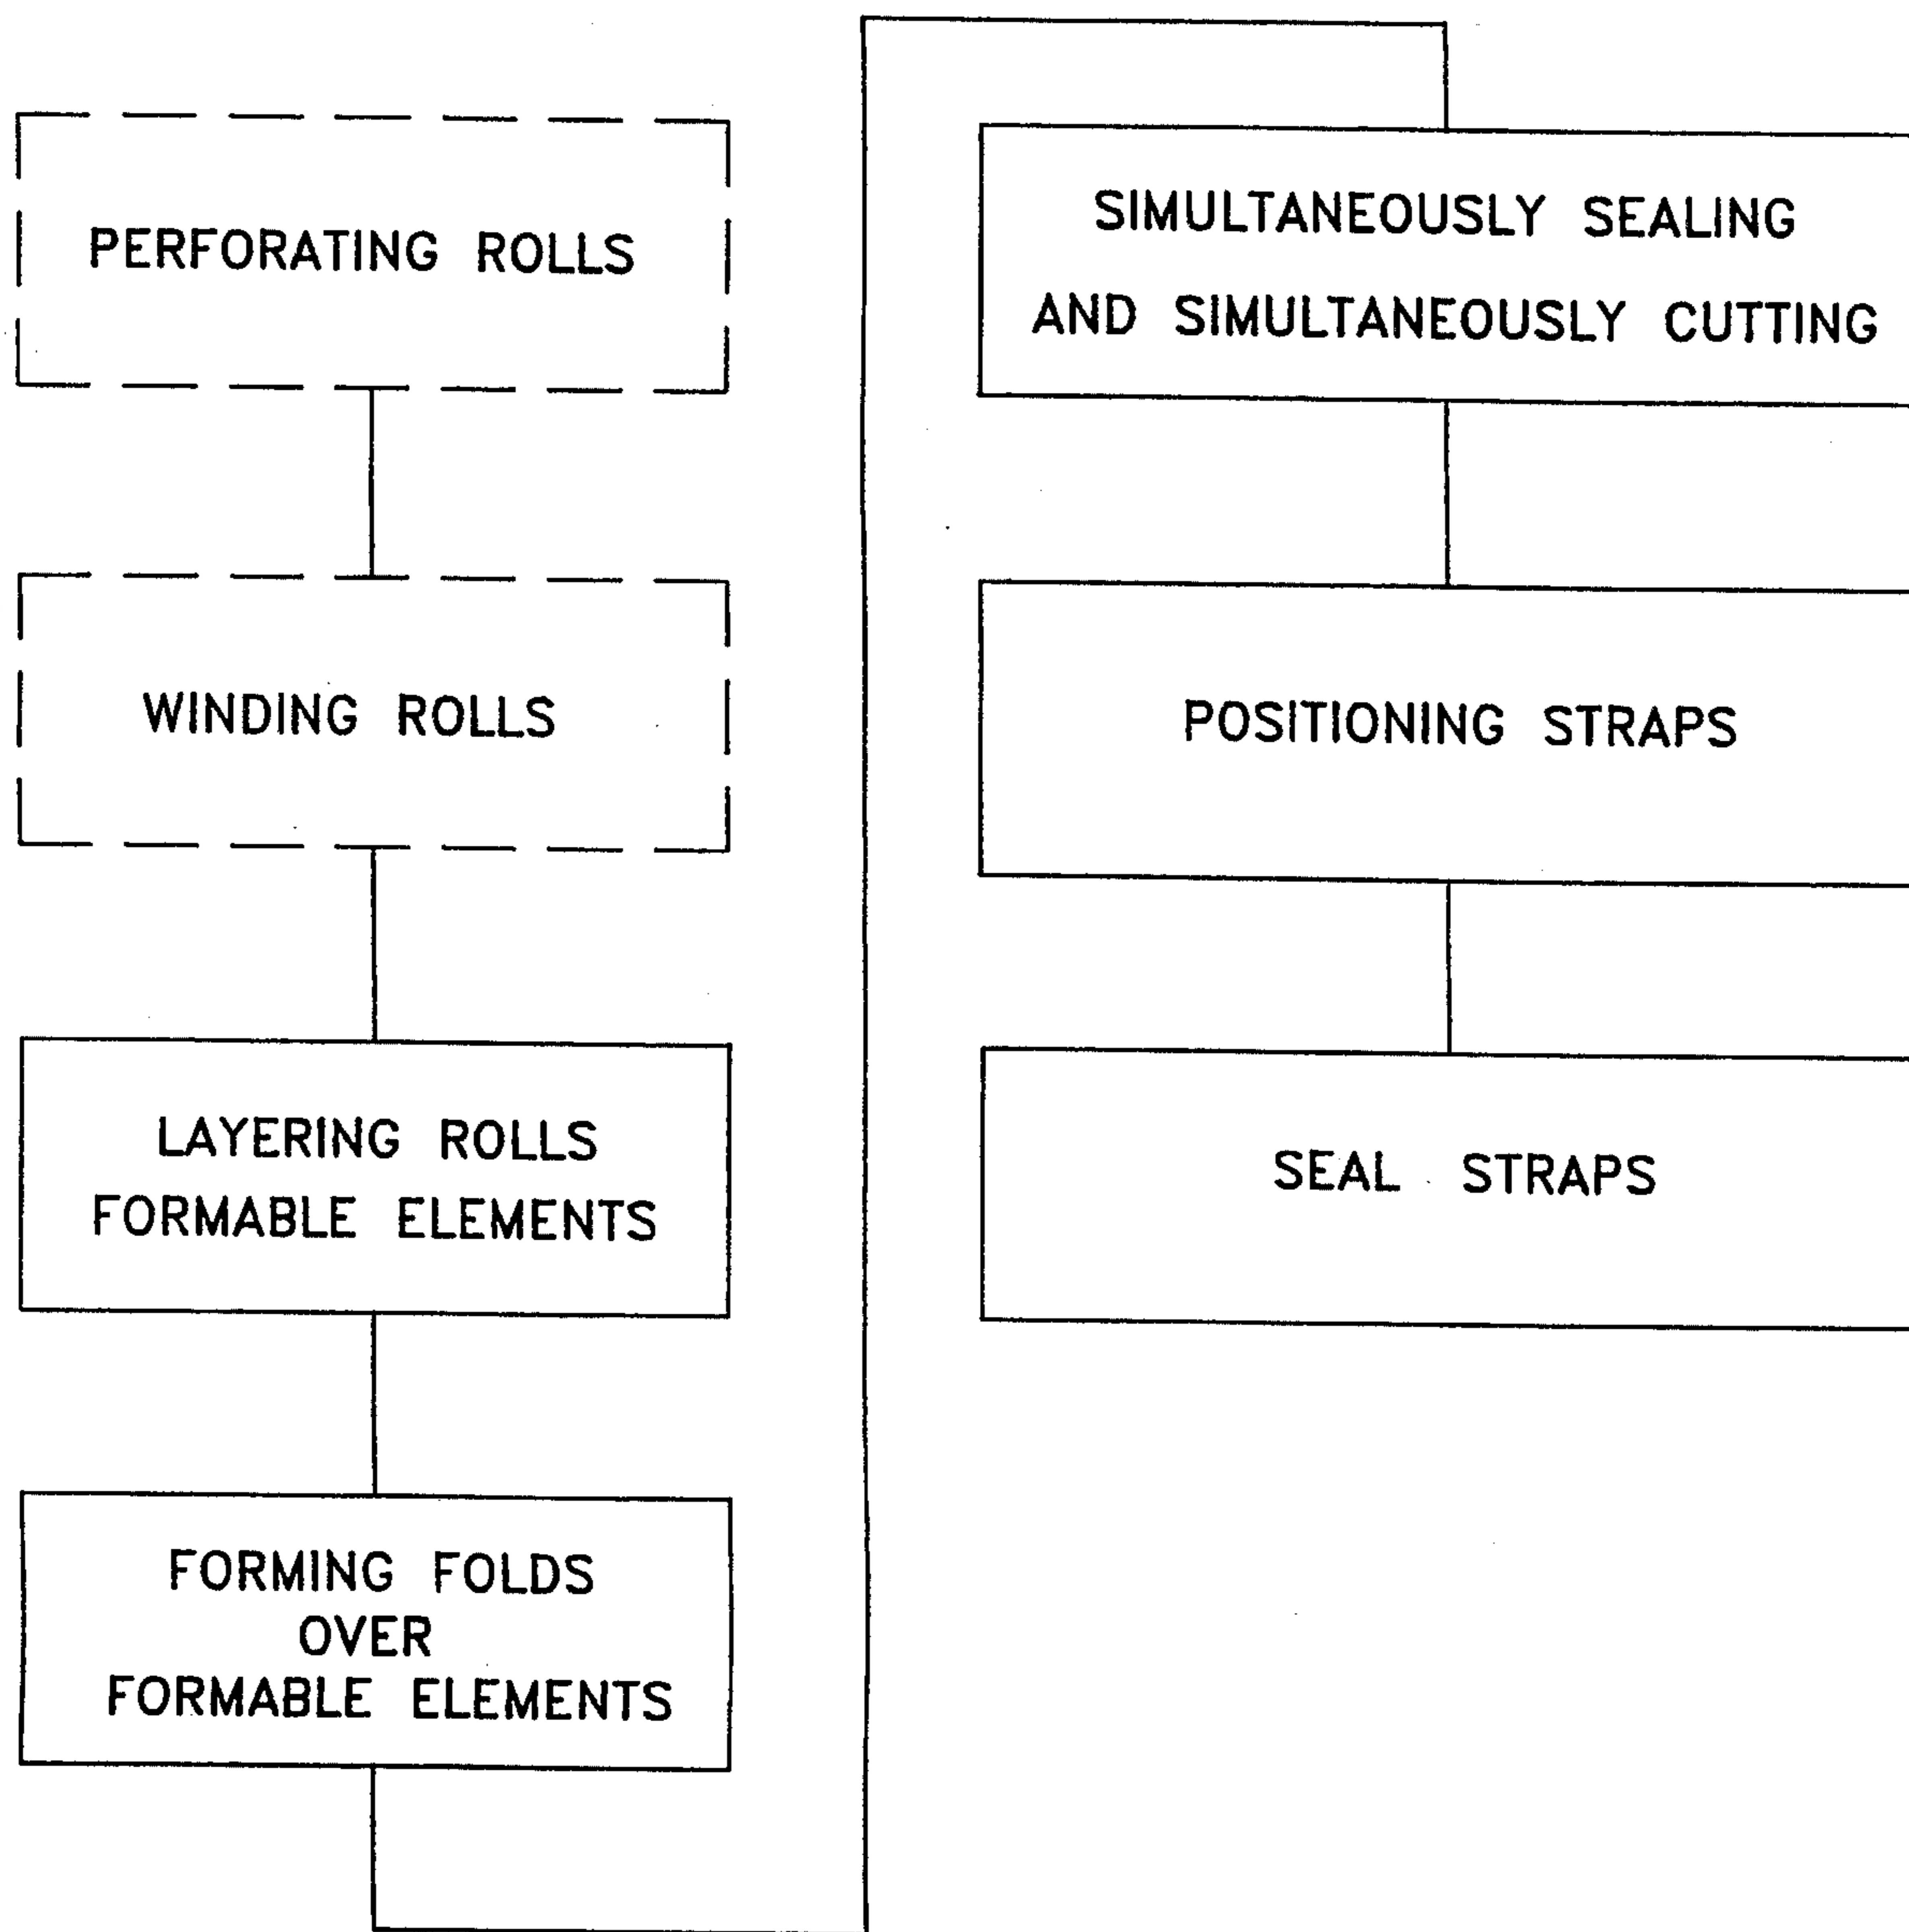 PERFORATING ROLLS
WINDING ROLLS
LAYERING ROLLS
FORMABLE ELEMENTS
FORMING FOLDS
OVER
FORMABLE ELEMENTS
SIMULTANEOUSLY SEALING
AND SIMULTANEOUSLY CUTTING
POSITIONING STRAPS
SEAL STRAPS